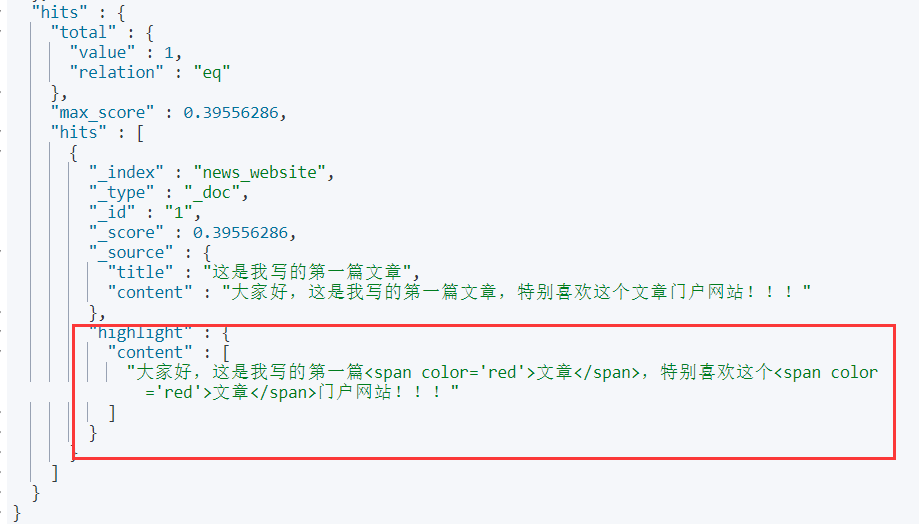 "hits" : {
"total" : {
"value" : 1,
"relation" : "eq"
},
"max_score" : 0.39556286,
"hits" : [
{
"_index" : "news_website",
"_type" : "_doc",
"_id" : "1",
"_score" : 0.39556286,
"_source" : {
"title" : "这是我写的第一篇文章",
"content" : "大家好，这是我写的第一篇文章，特别喜欢这个文章门户网站！！！"
},
"highlight" : {
"content" : [
"大家好，这是我写的第一篇<span color='red'>文章</span>，特别喜欢这个<span color
='red'>文章</span>门户网站！！！"
]
}
}
]
}
}